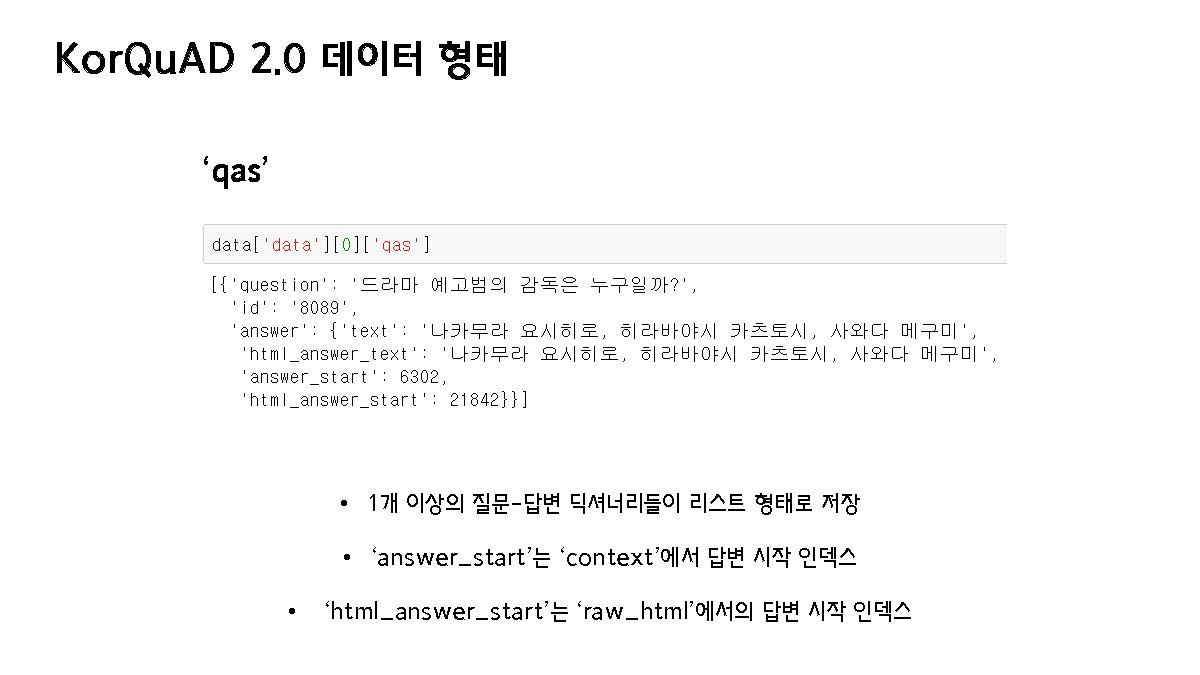 KorQuAD 2.0 데이터 형태
‘qas’
data['data'][0]['qas']
[{'question': '드라마 예고범의 감독은 누구일까?',
'id': '8089',
'answer': {'text': '나카무라 요시히로, 히라바야시 카츠토시, 사와다 메구미',
'html_answer_text': '나카무라 요시히로, 히라바야시 카츠토시, 사와다 메구미',
'answer_start': 6302,
'html_answer_start': 21842}}]
• 1개 이상의 질문-답변 딕셔너리들이 리스트 형태로 저장
• ‘answer_start’는 ‘context’에서 답변 시작 인덱스
• ‘html_answer_start’는 ‘raw_html’에서의 답변 시작 인덱스